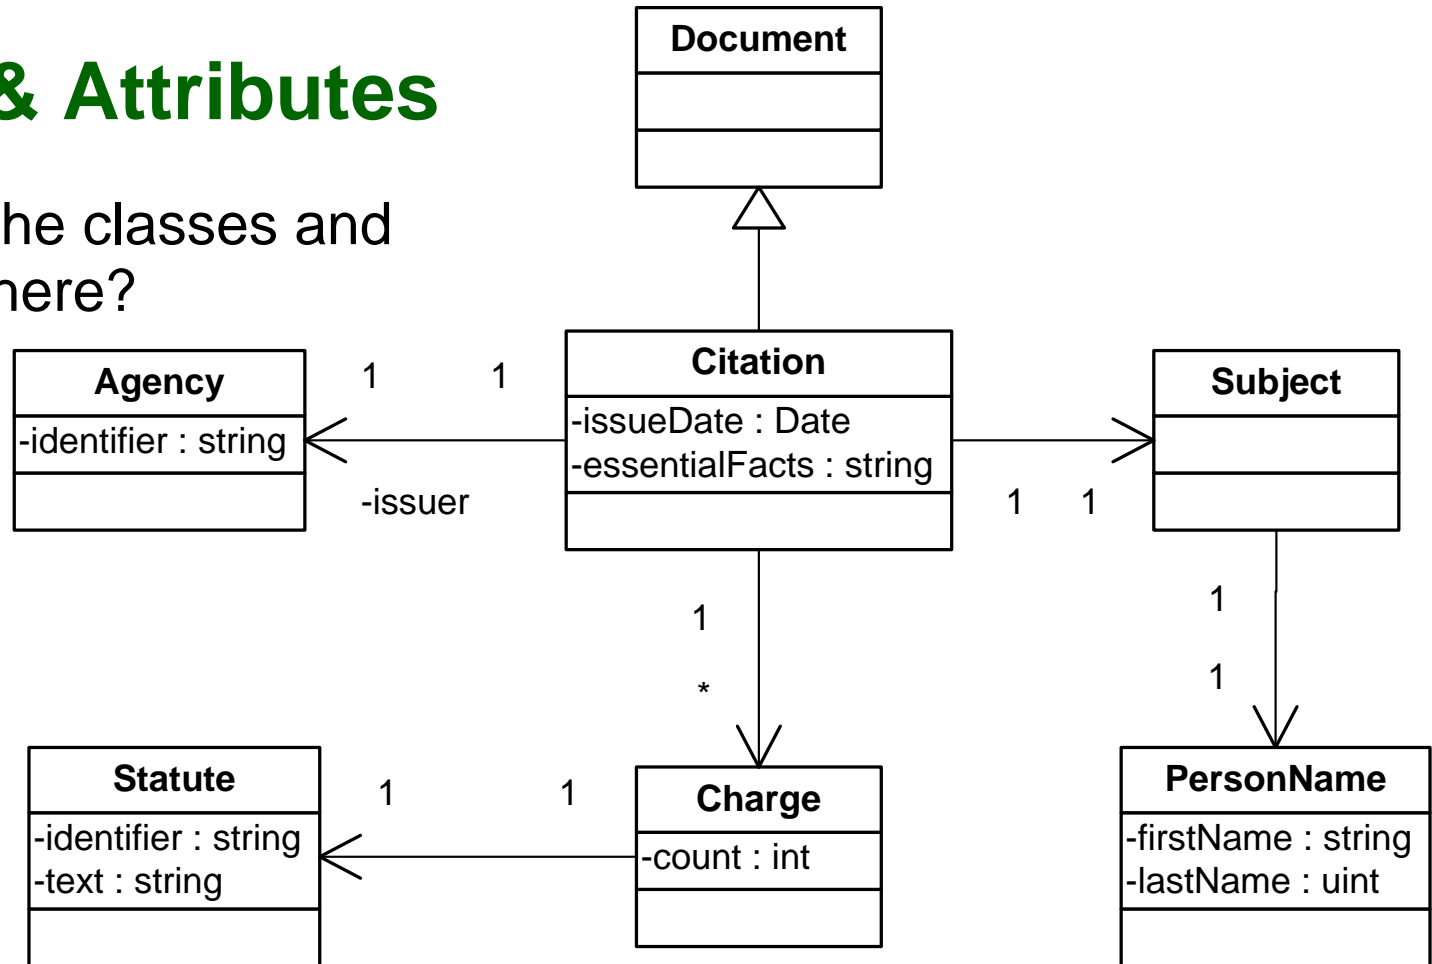 & Attributes
he classes and
here?
Document
Agency
-identifier : string
1 1
-issuer
Citation
-issueDate : Date
-essentialFacts : string
1 1
Subject
1
*
1
1
Statute
-identifier : string
-text : string
1 1
Charge
-count : int
PersonName
-firstName : string
-lastName : uint